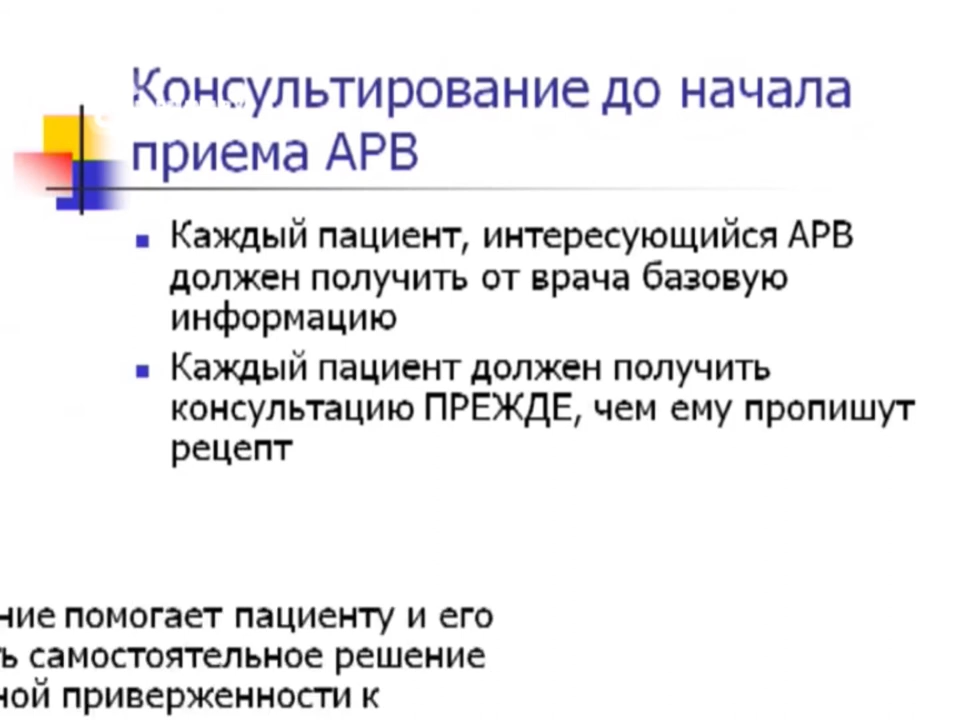 Консультирование до начала
приема АРВ
Каждый пациент, интересующийся АРВ
должен получить от врача базовую
информацию
Каждый пациент должен получить
консультацию ПРЕЖДЕ, чем ему пропишут
рецепт
ние помогает пациенту и его
ть самостоятельное решение
ной приверженности к